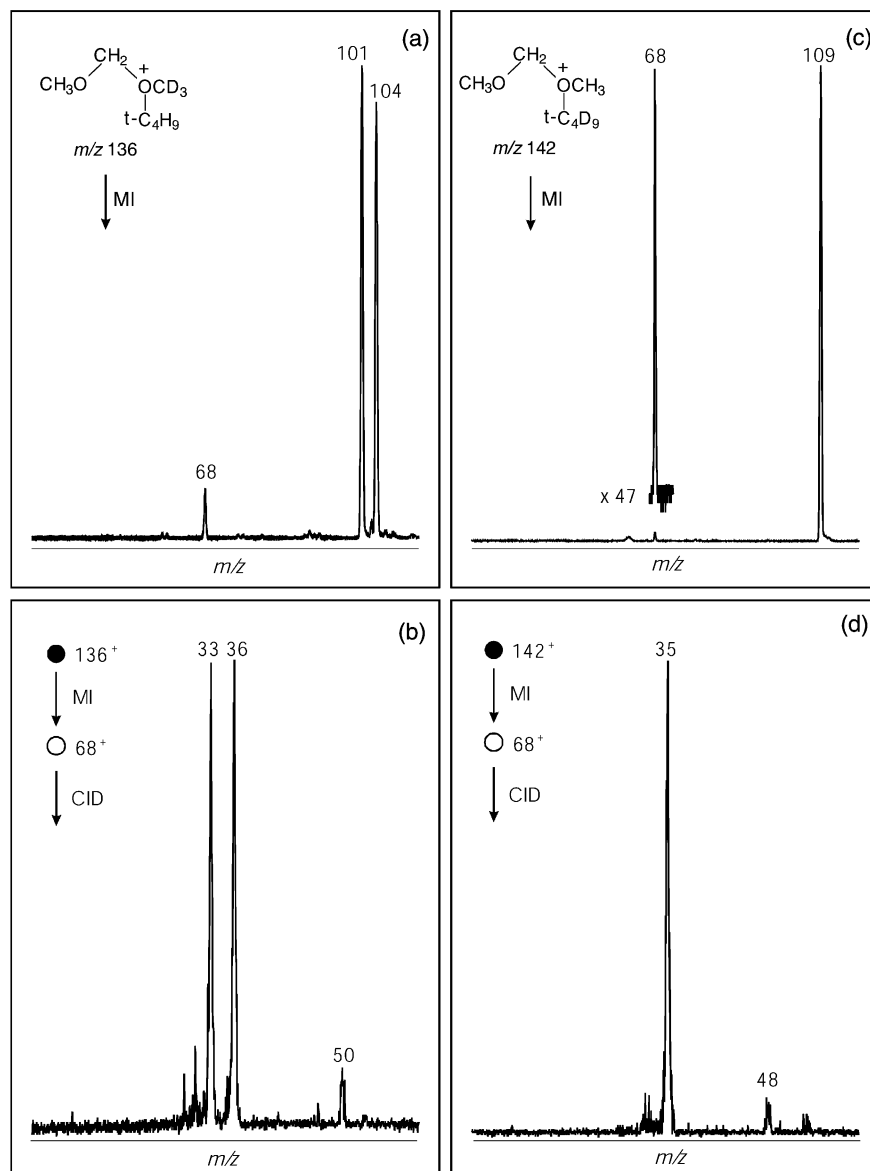 (a)
CH₂
+
CH₃O OCD₃
t-C₄H₉
m/z 136
MI
101
104
68
m/z
(c)
CH₂
+
CH₃O OCH₃
t-C₄D₉
m/z 142
MI
68
109
x 47
m/z
(b)
136⁺
MI
68⁺
CID
33 36
50
m/z
(d)
142⁺
MI
68⁺
CID
35
48
m/z